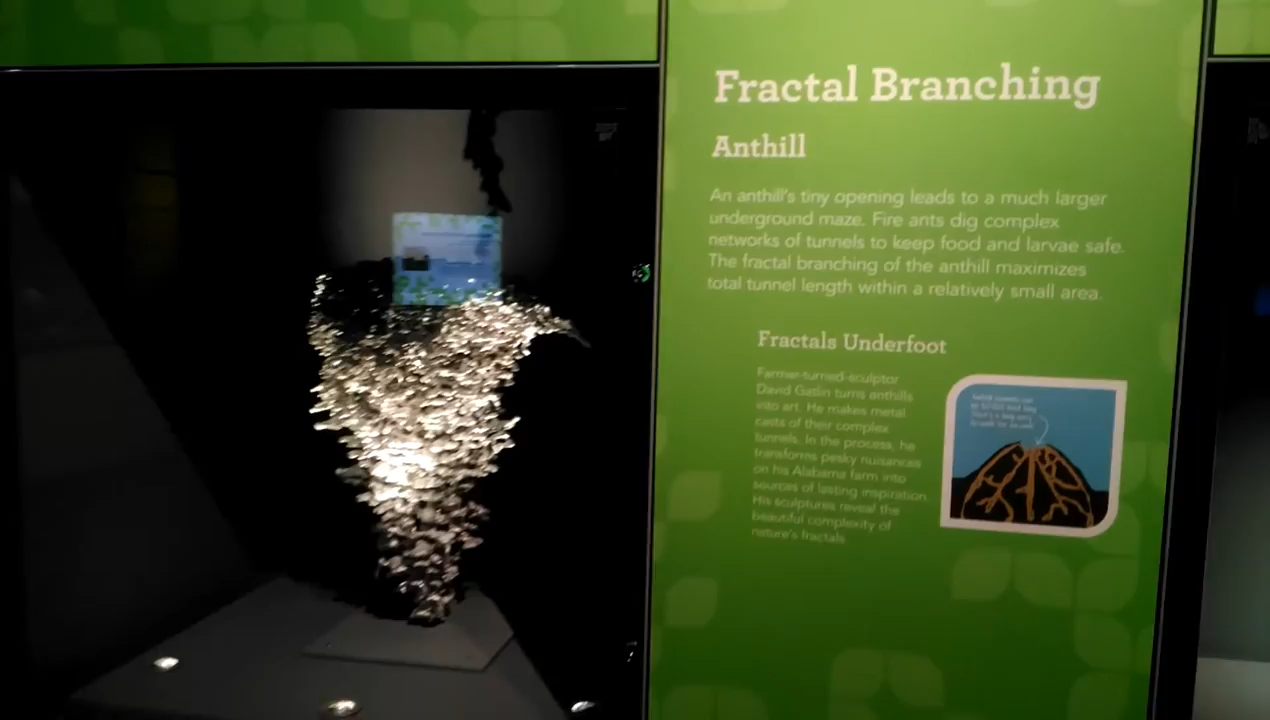 Fractal Branching
Anthill
An anthill's tiny opening leads to a much larger
underground maze. Fire ants dig complex
networks of tunnels to keep food and larvae safe.
The fractal branching of the anthill maximizes
total tunnel length within a relatively small area.
Fractals Underfoot
Farmer-turned-sculptor
David Gatlin turns anthills
into art. He makes metal
casts of their complex
tunnels. In the process, he
transforms pesky nuisances
on his Alabama farm into
sources of lasting inspiration.
His sculptures reveal the
beautiful complexity of
nature's fractals